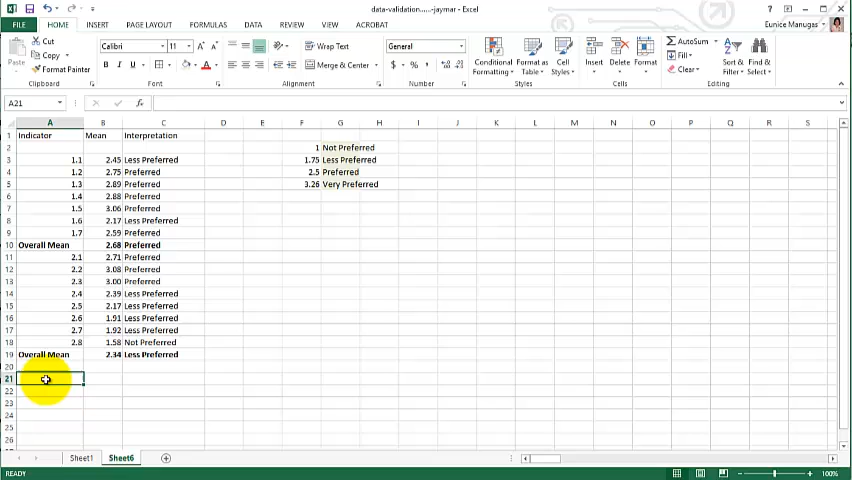 data-validation.....-jaymar - Excel
FILE HOME INSERT PAGE LAYOUT FORMULAS DATA REVIEW VIEW ACROBAT Eunice Manugas
Paste Cut Copy Format Painter Clipboard
Calibri 11 B I U Font
Wrap Text Merge & Center Alignment
General $ % , Number
Conditional Formatting Format as Table Cell Styles Styles
Insert Delete Format Cells
AutoSum Fill Clear Sort & Filter Find & Select Editing
A21 fx
A B C D E F G H I J K L M N O P Q R S
1 Indicator Mean Interpretation
2 1 Not Preferred
3 1.1 2.45 Less Preferred 1.75 Less Preferred
4 1.2 2.75 Preferred 2.5 Preferred
5 1.3 2.89 Preferred 3.26 Very Preferred
6 1.4 2.88 Preferred
7 1.5 3.06 Preferred
8 1.6 2.17 Less Preferred
9 1.7 2.59 Preferred
10 Overall Mean 2.68 Preferred
11 2.1 2.71 Preferred
12 2.2 3.08 Preferred
13 2.3 3.00 Preferred
14 2.4 2.39 Less Preferred
15 2.5 2.17 Less Preferred
16 2.6 1.91 Less Preferred
17 2.7 1.92 Less Preferred
18 2.8 1.58 Not Preferred
19 Overall Mean 2.34 Less Preferred
20
21
22
23
24
25
26
Sheet1 Sheet6
READY 100%